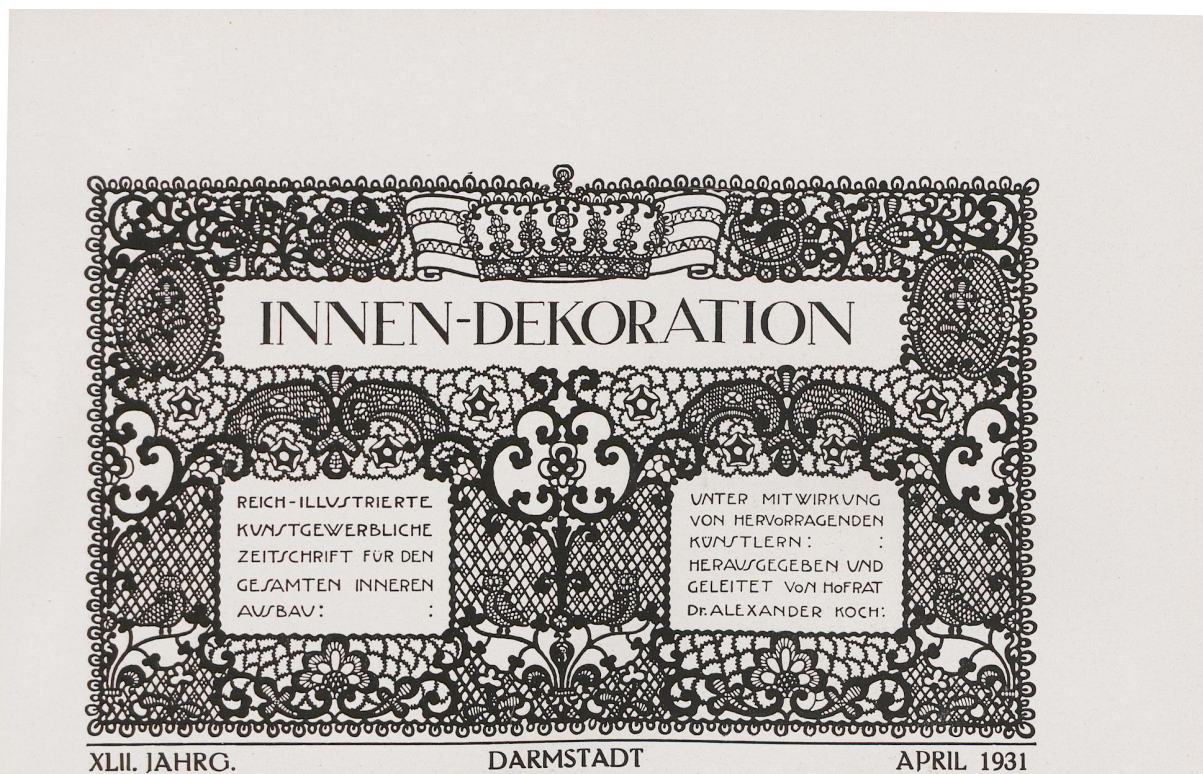 INNEN-DEKORATION
REICH-ILLUSTRIERTE
KUNSTGEWERBLICHE
ZEITSCHRIFT FÜR DEN
GESAMTEN INNEREN
AUSBAU: :
UNTER MITWIRKUNG
VON HERVORRAGENDEN
KÜNSTLERN: :
HERAUSGEGEBEN UND
GELEITET VON HOFRAT
Dr. ALEXANDER KOCH:
XLII. JAHRG. DARMSTADT APRIL 1931